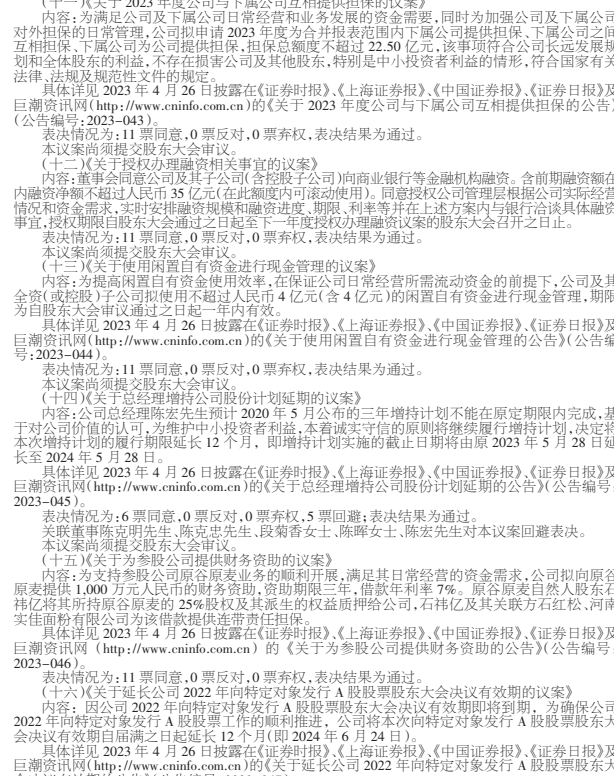 (十一)《关于 2023 年度公司与下属公司互相提供担保的议案》
内容:为满足公司及下属公司日常经营和业务发展的资金需要,同时为加强公司及下属公司
对外担保的日常管理,公司拟申请 2023 年度为合并报表范围内下属公司提供担保、下属公司之间
互相担保、下属公司为公司提供担保,担保总额度不超过 22.50 亿元,该事项符合公司长远发展规
划和全体股东的利益,不存在损害公司及其他股东,特别是中小投资者利益的情形,符合国家有关
法律、法规及规范性文件的规定。
具体详见 2023 年 4 月 26 日披露在《证券时报》、《上海证券报》、《中国证券报》、《证券日报》及
巨潮资讯网(http://www.cninfo.com.cn)的《关于 2023 年度公司与下属公司互相提供担保的公告》
(公告编号:2023-043)。
表决情况为:11 票同意,0 票反对,0 票弃权,表决结果为通过。
本议案尚须提交股东大会审议。
(十二)《关于授权办理融资相关事宜的议案》
内容:董事会同意公司及其子公司(含控股子公司)向商业银行等金融机构融资。含前期融资额在
内融资净额不超过人民币 35 亿元(在此额度内可滚动使用)。同意授权公司管理层根据公司实际经营
情况和资金需求,实时安排融资规模和融资进度、期限、利率等并在上述方案内与银行洽谈具体融资
事宜,授权期限自股东大会通过之日起至下一年度授权办理融资议案的股东大会召开之日止。
表决情况为:11 票同意,0 票反对,0 票弃权,表决结果为通过。
本议案尚须提交股东大会审议。
(十三)《关于使用闲置自有资金进行现金管理的议案》
内容:为提高闲置自有资金使用效率,在保证公司日常经营所需流动资金的前提下,公司及其
全资(或控股)子公司拟使用不超过人民币 4 亿元(含 4 亿元)的闲置自有资金进行现金管理,期限
为自股东大会审议通过之日起一年内有效。
具体详见 2023 年 4 月 26 日披露在《证券时报》、《上海证券报》、《中国证券报》、《证券日报》及
巨潮资讯网(http://www.cninfo.com.cn)的《关于使用闲置自有资金进行现金管理的公告》(公告编
号:2023-044)。
表决情况为:11 票同意,0 票反对,0 票弃权,表决结果为通过。
本议案尚须提交股东大会审议。
(十四)《关于总经理增持公司股份计划延期的议案》
内容:公司总经理陈宏先生预计 2020 年 5 月公布的三年增持计划不能在原定期限内完成,基
于对公司价值的认可,为维护中小投资者利益,本着诚实守信的原则将继续履行增持计划,决定将
本次增持计划的履行期限延长 12 个月, 即增持计划实施的截止日期将由原 2023 年 5 月 28 日延
长至 2024 年 5 月 28 日。
具体详见 2023 年 4 月 26 日披露在《证券时报》、《上海证券报》、《中国证券报》、《证券日报》及
巨潮资讯网(http://www.cninfo.com.cn)的《关于总经理增持公司股份计划延期的公告》(公告编号:
2023-045)。
表决情况为:6 票同意,0 票反对,0 票弃权,5 票回避;表决结果为通过。
关联董事陈克明先生、陈克忠先生、段菊香女士、陈晖女士、陈宏先生对本议案回避表决。
本议案尚须提交股东大会审议。
(十五)《关于为参股公司提供财务资助的议案》
内容:为支持参股公司原谷原麦业务的顺利开展,满足其日常经营的资金需求,公司拟向原谷
原麦提供 1,000 万元人民币的财务资助,资助期限三年,借款年利率 7%。原谷原麦自然人股东石
祎亿将其所持原谷原麦的 25%股权及其派生的权益质押给公司,石祎亿及其关联方石红松、河南
实佳面粉有限公司为该借款提供连带责任担保。
具体详见 2023 年 4 月 26 日披露在《证券时报》、《上海证券报》、《中国证券报》、《证券日报》及
巨潮资讯网 (http://www.cninfo.com.cn) 的《关于为参股公司提供财务资助的公告》(公告编号:
2023-046)。
表决情况为:11 票同意,0 票反对,0 票弃权,表决结果为通过。
(十六)《关于延长公司 2022 年向特定对象发行 A 股股票股东大会决议有效期的议案》
内容: 因公司 2022 年向特定对象发行 A 股股票股东大会决议有效期即将到期, 为确保公司
2022 年向特定对象发行 A 股股票工作的顺利推进, 公司将本次向特定对象发行 A 股股票股东大
会决议有效期自届满之日起延长 12 个月(即 2024 年 6 月 24 日)。
具体详见 2023 年 4 月 26 日披露在《证券时报》、《上海证券报》、《中国证券报》、《证券日报》及
巨潮资讯网(http://www.cninfo.com.cn)的《关于延长公司 2022 年向特定对象发行 A 股股票股东大